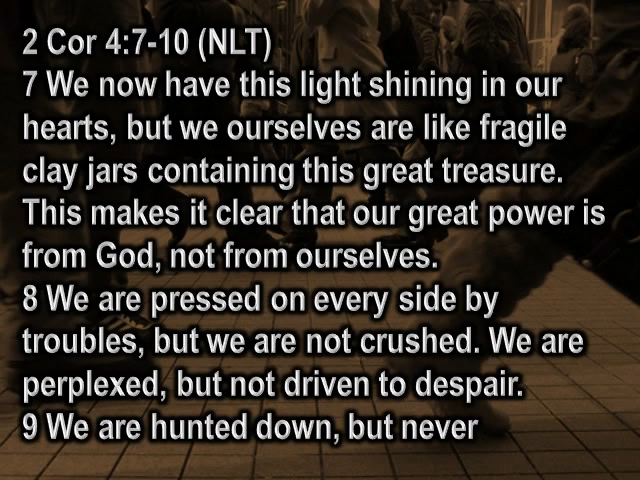 2 Cor 4:7-10 (NLT)
7 We now have this light shining in our
hearts, but we ourselves are like fragile
clay jars containing this great treasure.
This makes it clear that our great power is
from God, not from ourselves.
8 We are pressed on every side by
troubles, but we are not crushed. We are
perplexed, but not driven to despair.
9 We are hunted down, but never